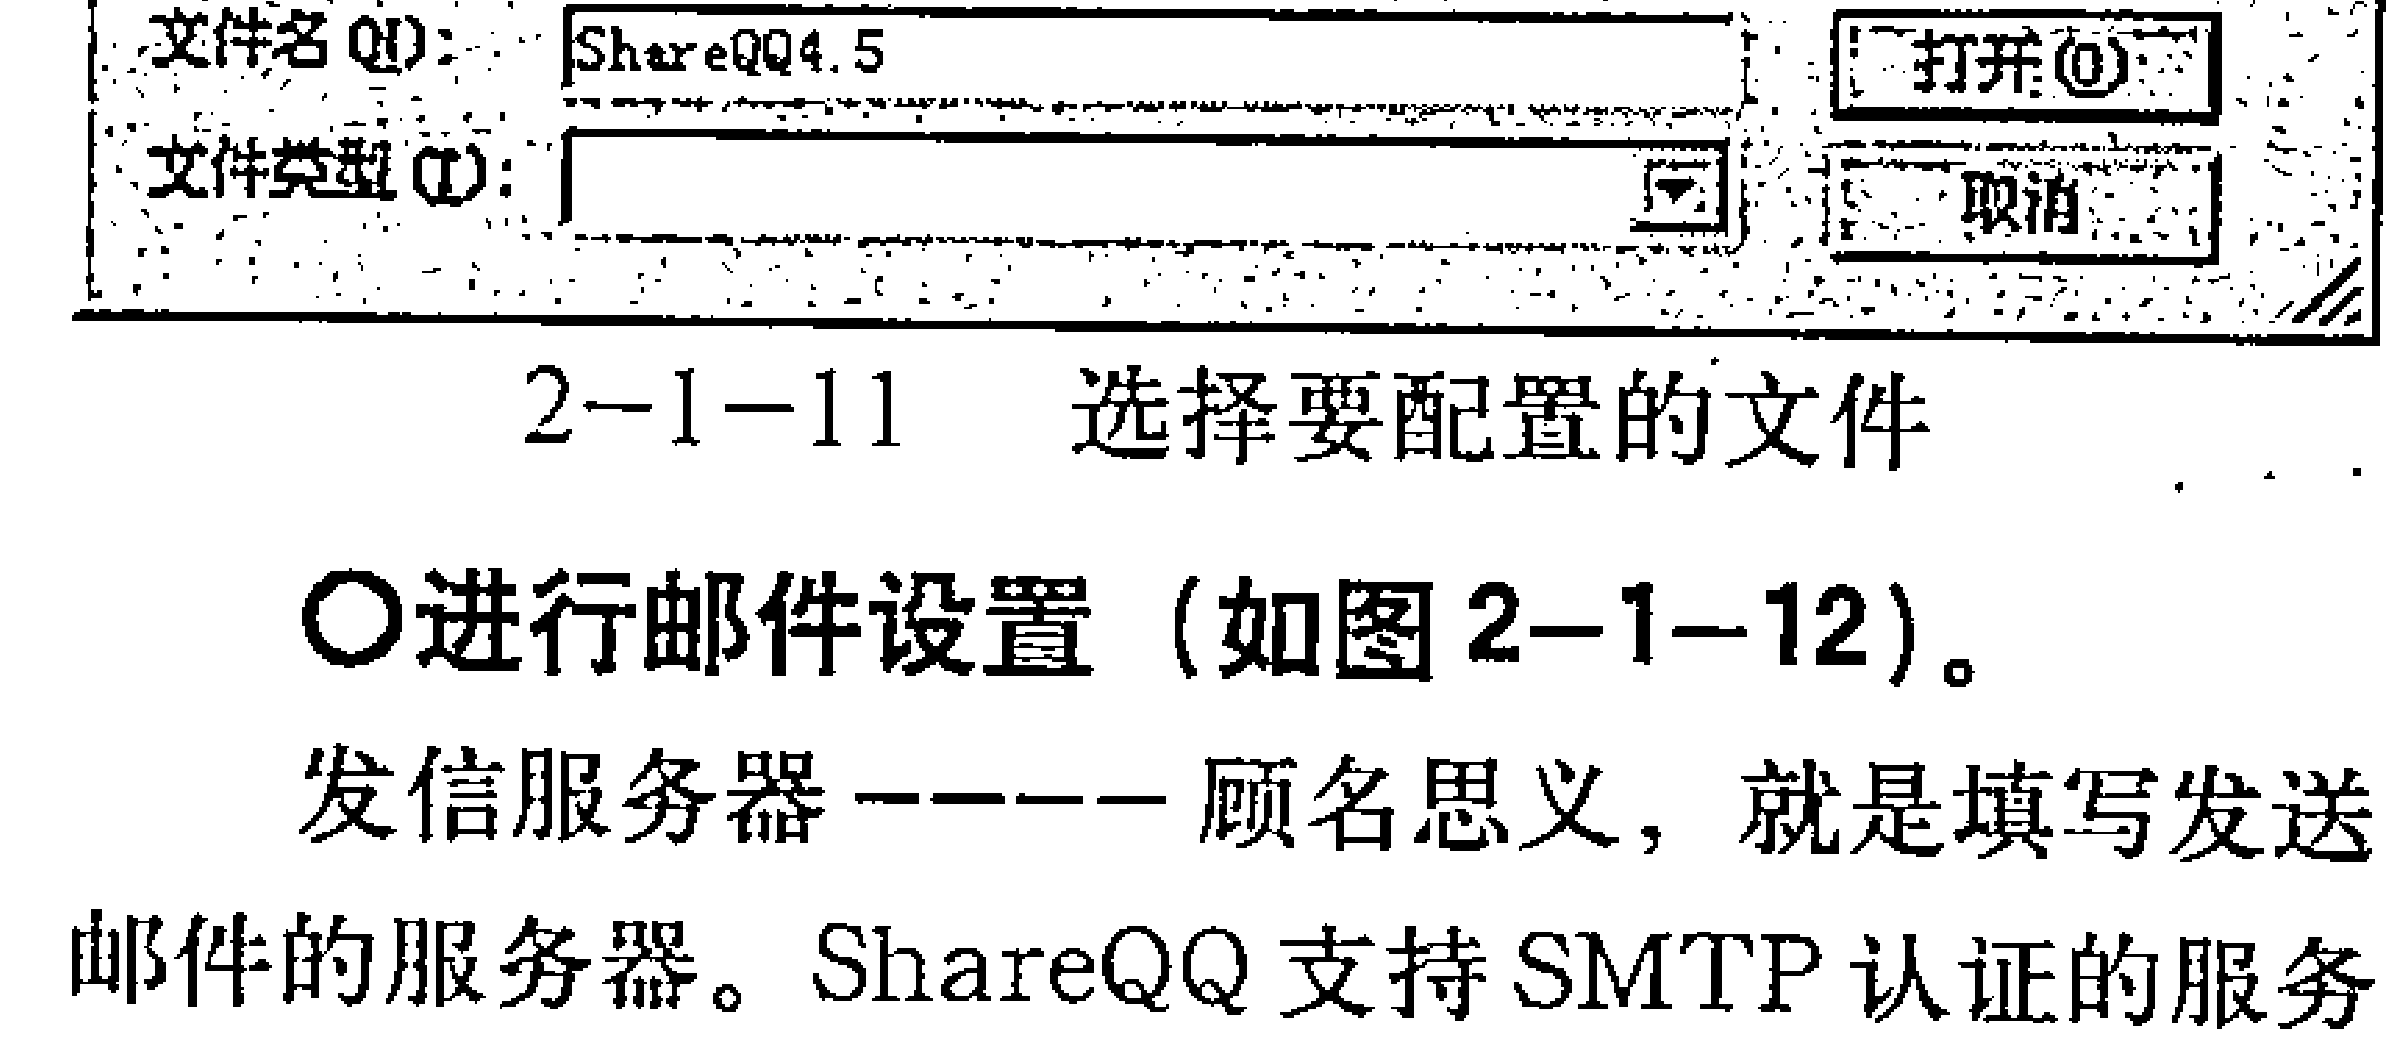 文件名(N): ShareQQ4.5 打开(O)
文件类型(T): 取消
2-1-11 选择要配置的文件
○进行邮件设置（如图2-1-12）。
发信服务器----顾名思义，就是填写发送
邮件的服务器。ShareQQ支持SMTP认证的服务